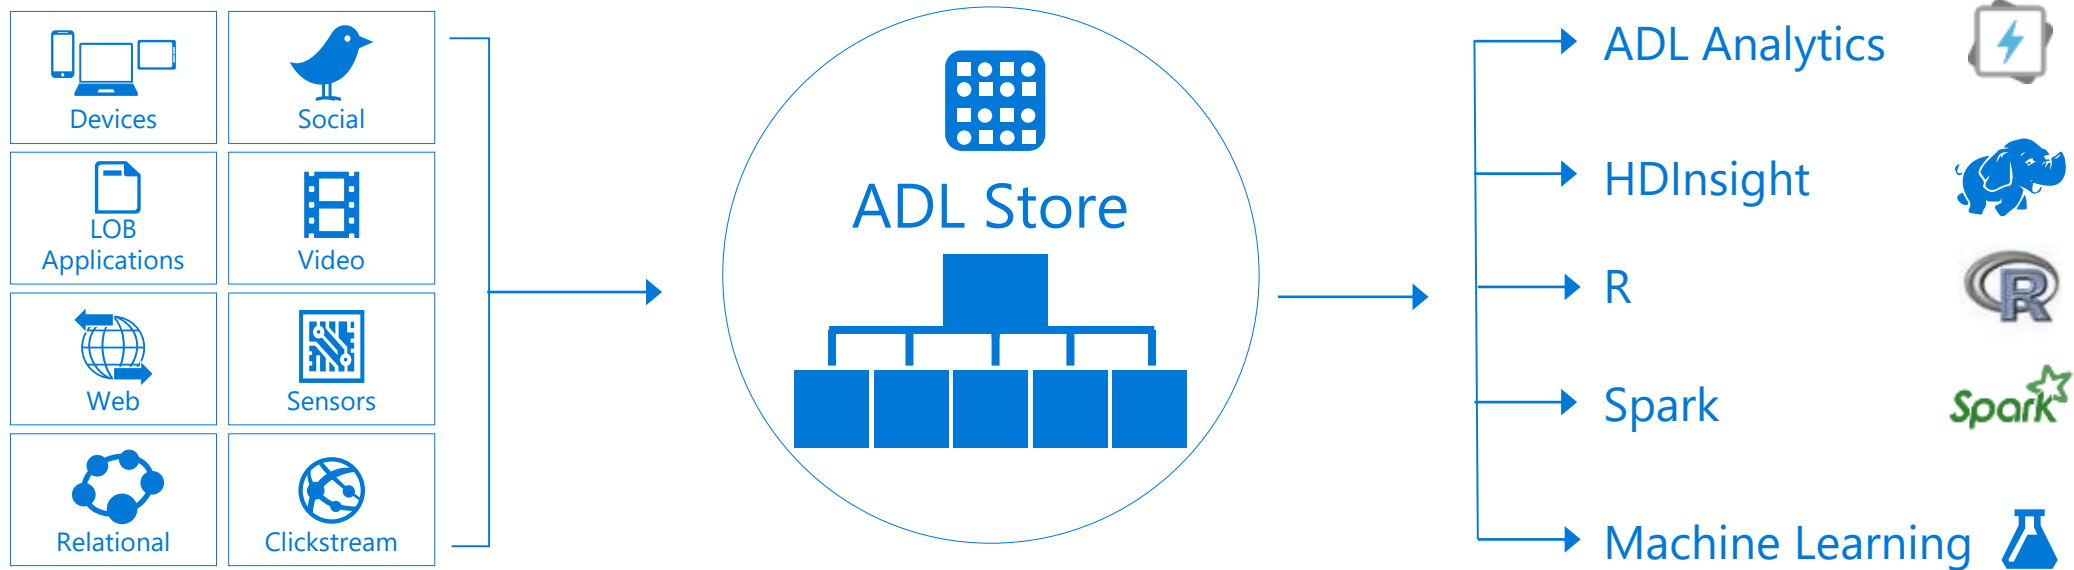 Devices
Social
LOB
Applications
Video
Web
Sensors
Relational
Clickstream
ADL Store
ADL Analytics
HDInsight
R
R
Spark
Spark
Machine Learning